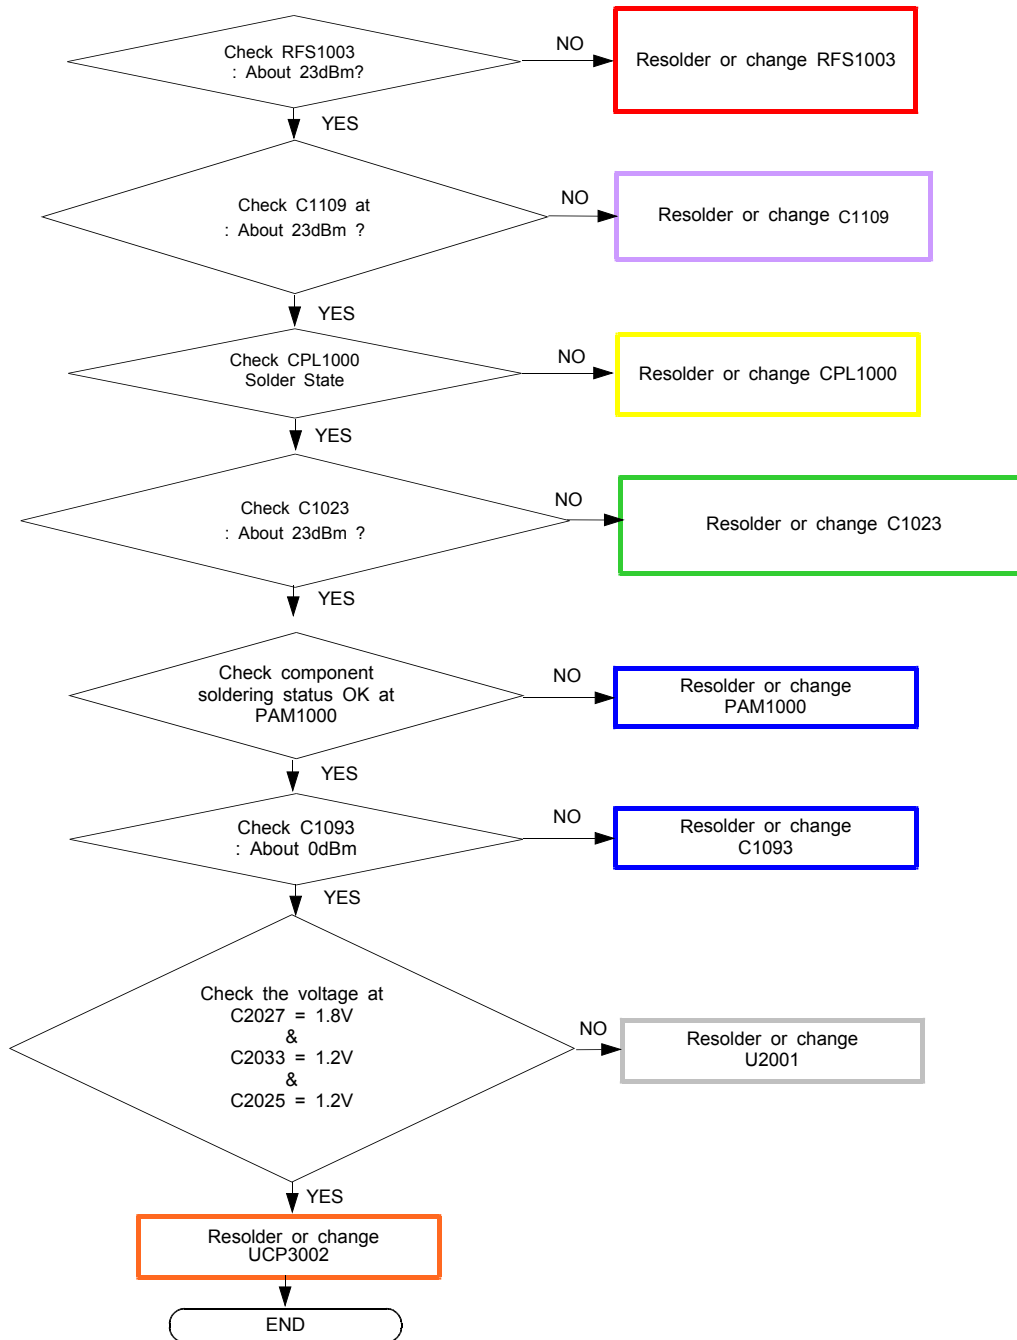 Check RFS1003
: About 23dBm?
NO
Resolder or change RFS1003
YES
Check C1109 at
: About 23dBm ?
NO
Resolder or change C1109
YES
Check CPL1000
Solder State
NO
Resolder or change CPL1000
YES
Check C1023
: About 23dBm ?
NO
Resolder or change C1023
YES
Check component
soldering status OK at
PAM1000
NO
Resolder or change
PAM1000
YES
Check C1093
: About 0dBm
NO
Resolder or change
C1093
YES
Check the voltage at
C2027 = 1.8V
&
C2033 = 1.2V
&
C2025 = 1.2V
NO
Resolder or change
U2001
YES
Resolder or change
UCP3002
END